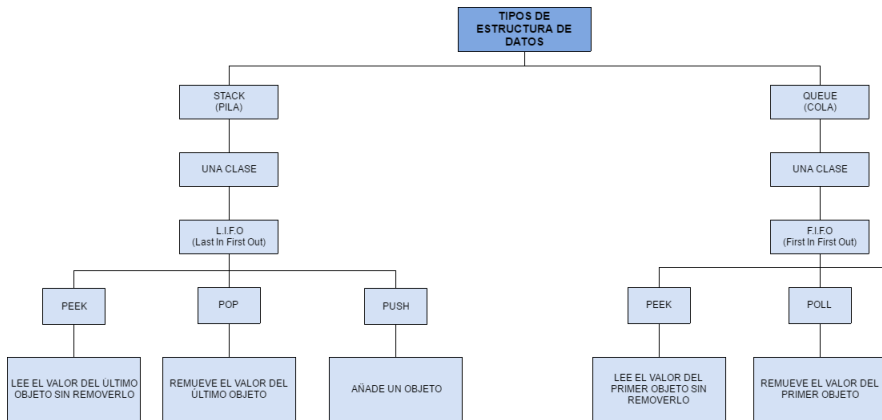 TIPOS DE
ESTRUCTURA DE
DATOS
STACK
(PILA)
QUEUE
(COLA)
UNA CLASE
UNA CLASE
L.I.F.O
(Last In First Out)
F.I.F.O
(First In First Out)
PEEK
POP
PUSH
PEEK
POLL
LEE EL VALOR DEL ÚLTIMO
OBJETO SIN REMOVERLO
REMUEVE EL VALOR DEL
ÚLTIMO OBJETO
AÑADE UN OBJETO
LEE EL VALOR DEL
PRIMER OBJETO SIN
REMOVERLO
REMUEVE EL VALOR DEL
PRIMER OBJETO